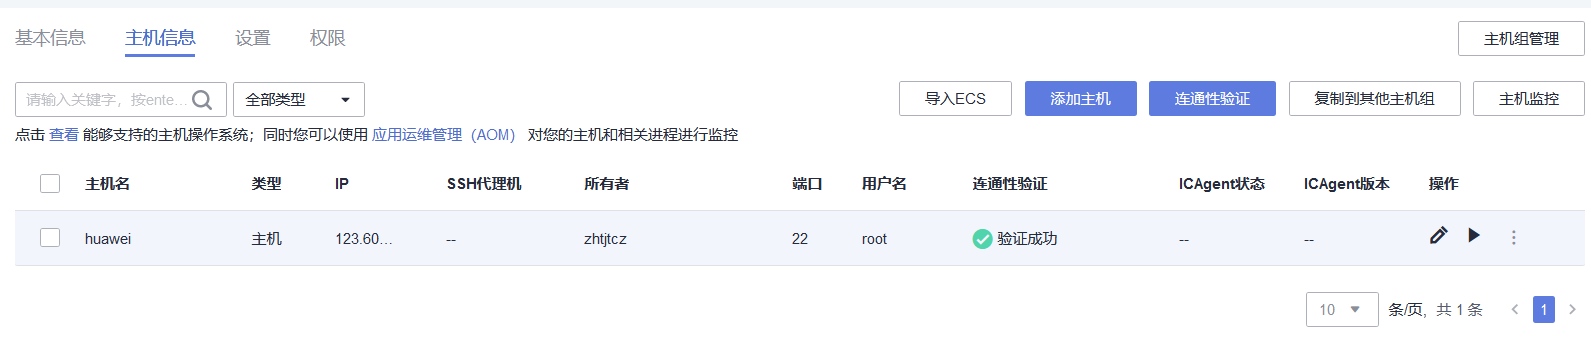 基本信息 主机信息 设置 权限 主机组管理
请输入关键字，按ente... 全部类型 导入ECS 添加主机 连通性验证 复制到其他主机组 主机监控
点击 查看 能够支持的主机操作系统；同时您可以使用 应用运维管理（AOM） 对您的主机和相关进程进行监控
主机名 类型 IP SSH代理机 所有者 端口 用户名 连通性验证 ICAgent状态 ICAgent版本 操作
huawei 主机 123.60... -- zhtjtcz 22 root 验证成功 -- --
10 条/页，共 1 条 1